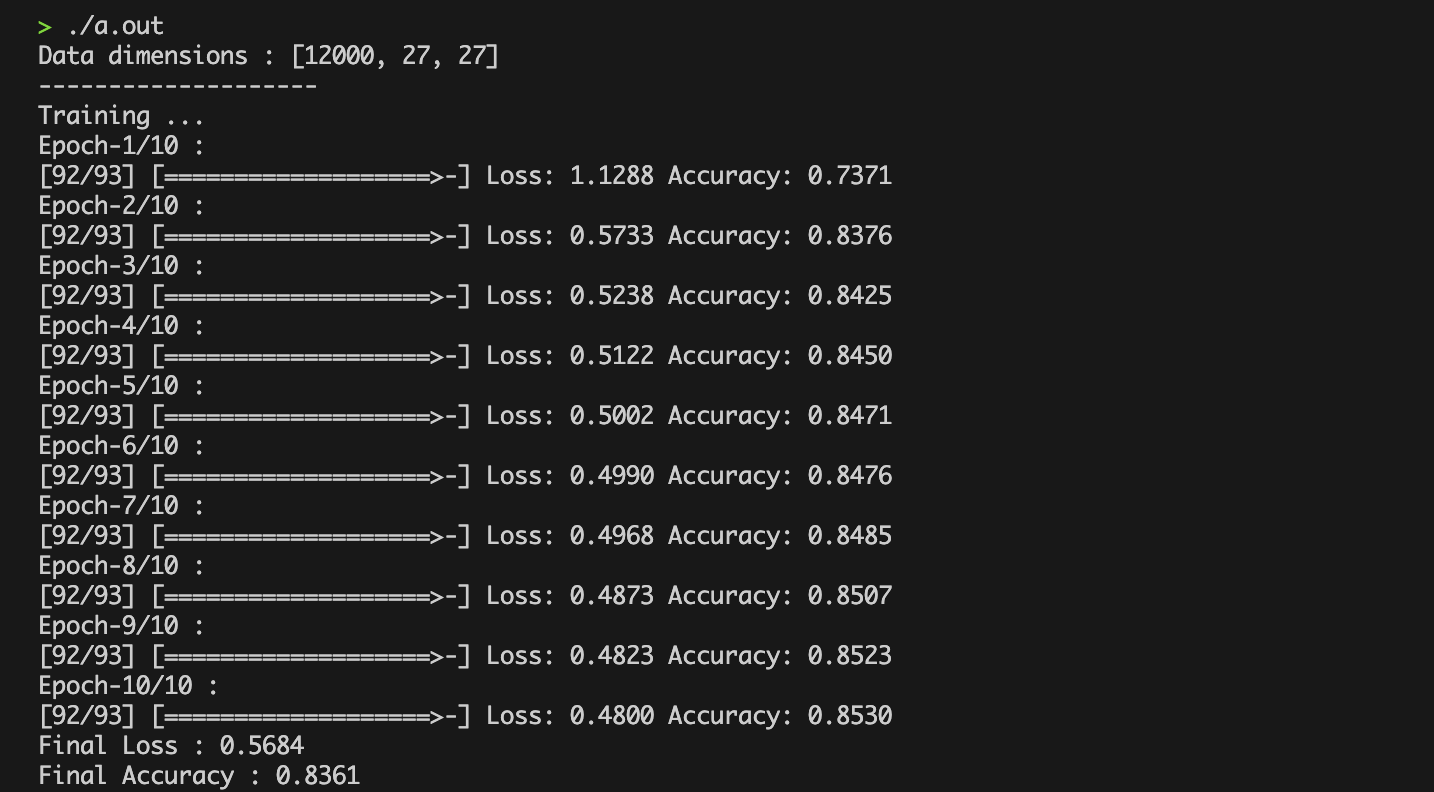 > ./a.out
Data dimensions : [12000, 27, 27]
--------------------
Training ...
Epoch-1/10 :
[92/93] [===================>-] Loss: 1.1288 Accuracy: 0.7371
Epoch-2/10 :
[92/93] [===================>-] Loss: 0.5733 Accuracy: 0.8376
Epoch-3/10 :
[92/93] [===================>-] Loss: 0.5238 Accuracy: 0.8425
Epoch-4/10 :
[92/93] [===================>-] Loss: 0.5122 Accuracy: 0.8450
Epoch-5/10 :
[92/93] [===================>-] Loss: 0.5002 Accuracy: 0.8471
Epoch-6/10 :
[92/93] [===================>-] Loss: 0.4990 Accuracy: 0.8476
Epoch-7/10 :
[92/93] [===================>-] Loss: 0.4968 Accuracy: 0.8485
Epoch-8/10 :
[92/93] [===================>-] Loss: 0.4873 Accuracy: 0.8507
Epoch-9/10 :
[92/93] [===================>-] Loss: 0.4823 Accuracy: 0.8523
Epoch-10/10 :
[92/93] [===================>-] Loss: 0.4800 Accuracy: 0.8530
Final Loss : 0.5684
Final Accuracy : 0.8361